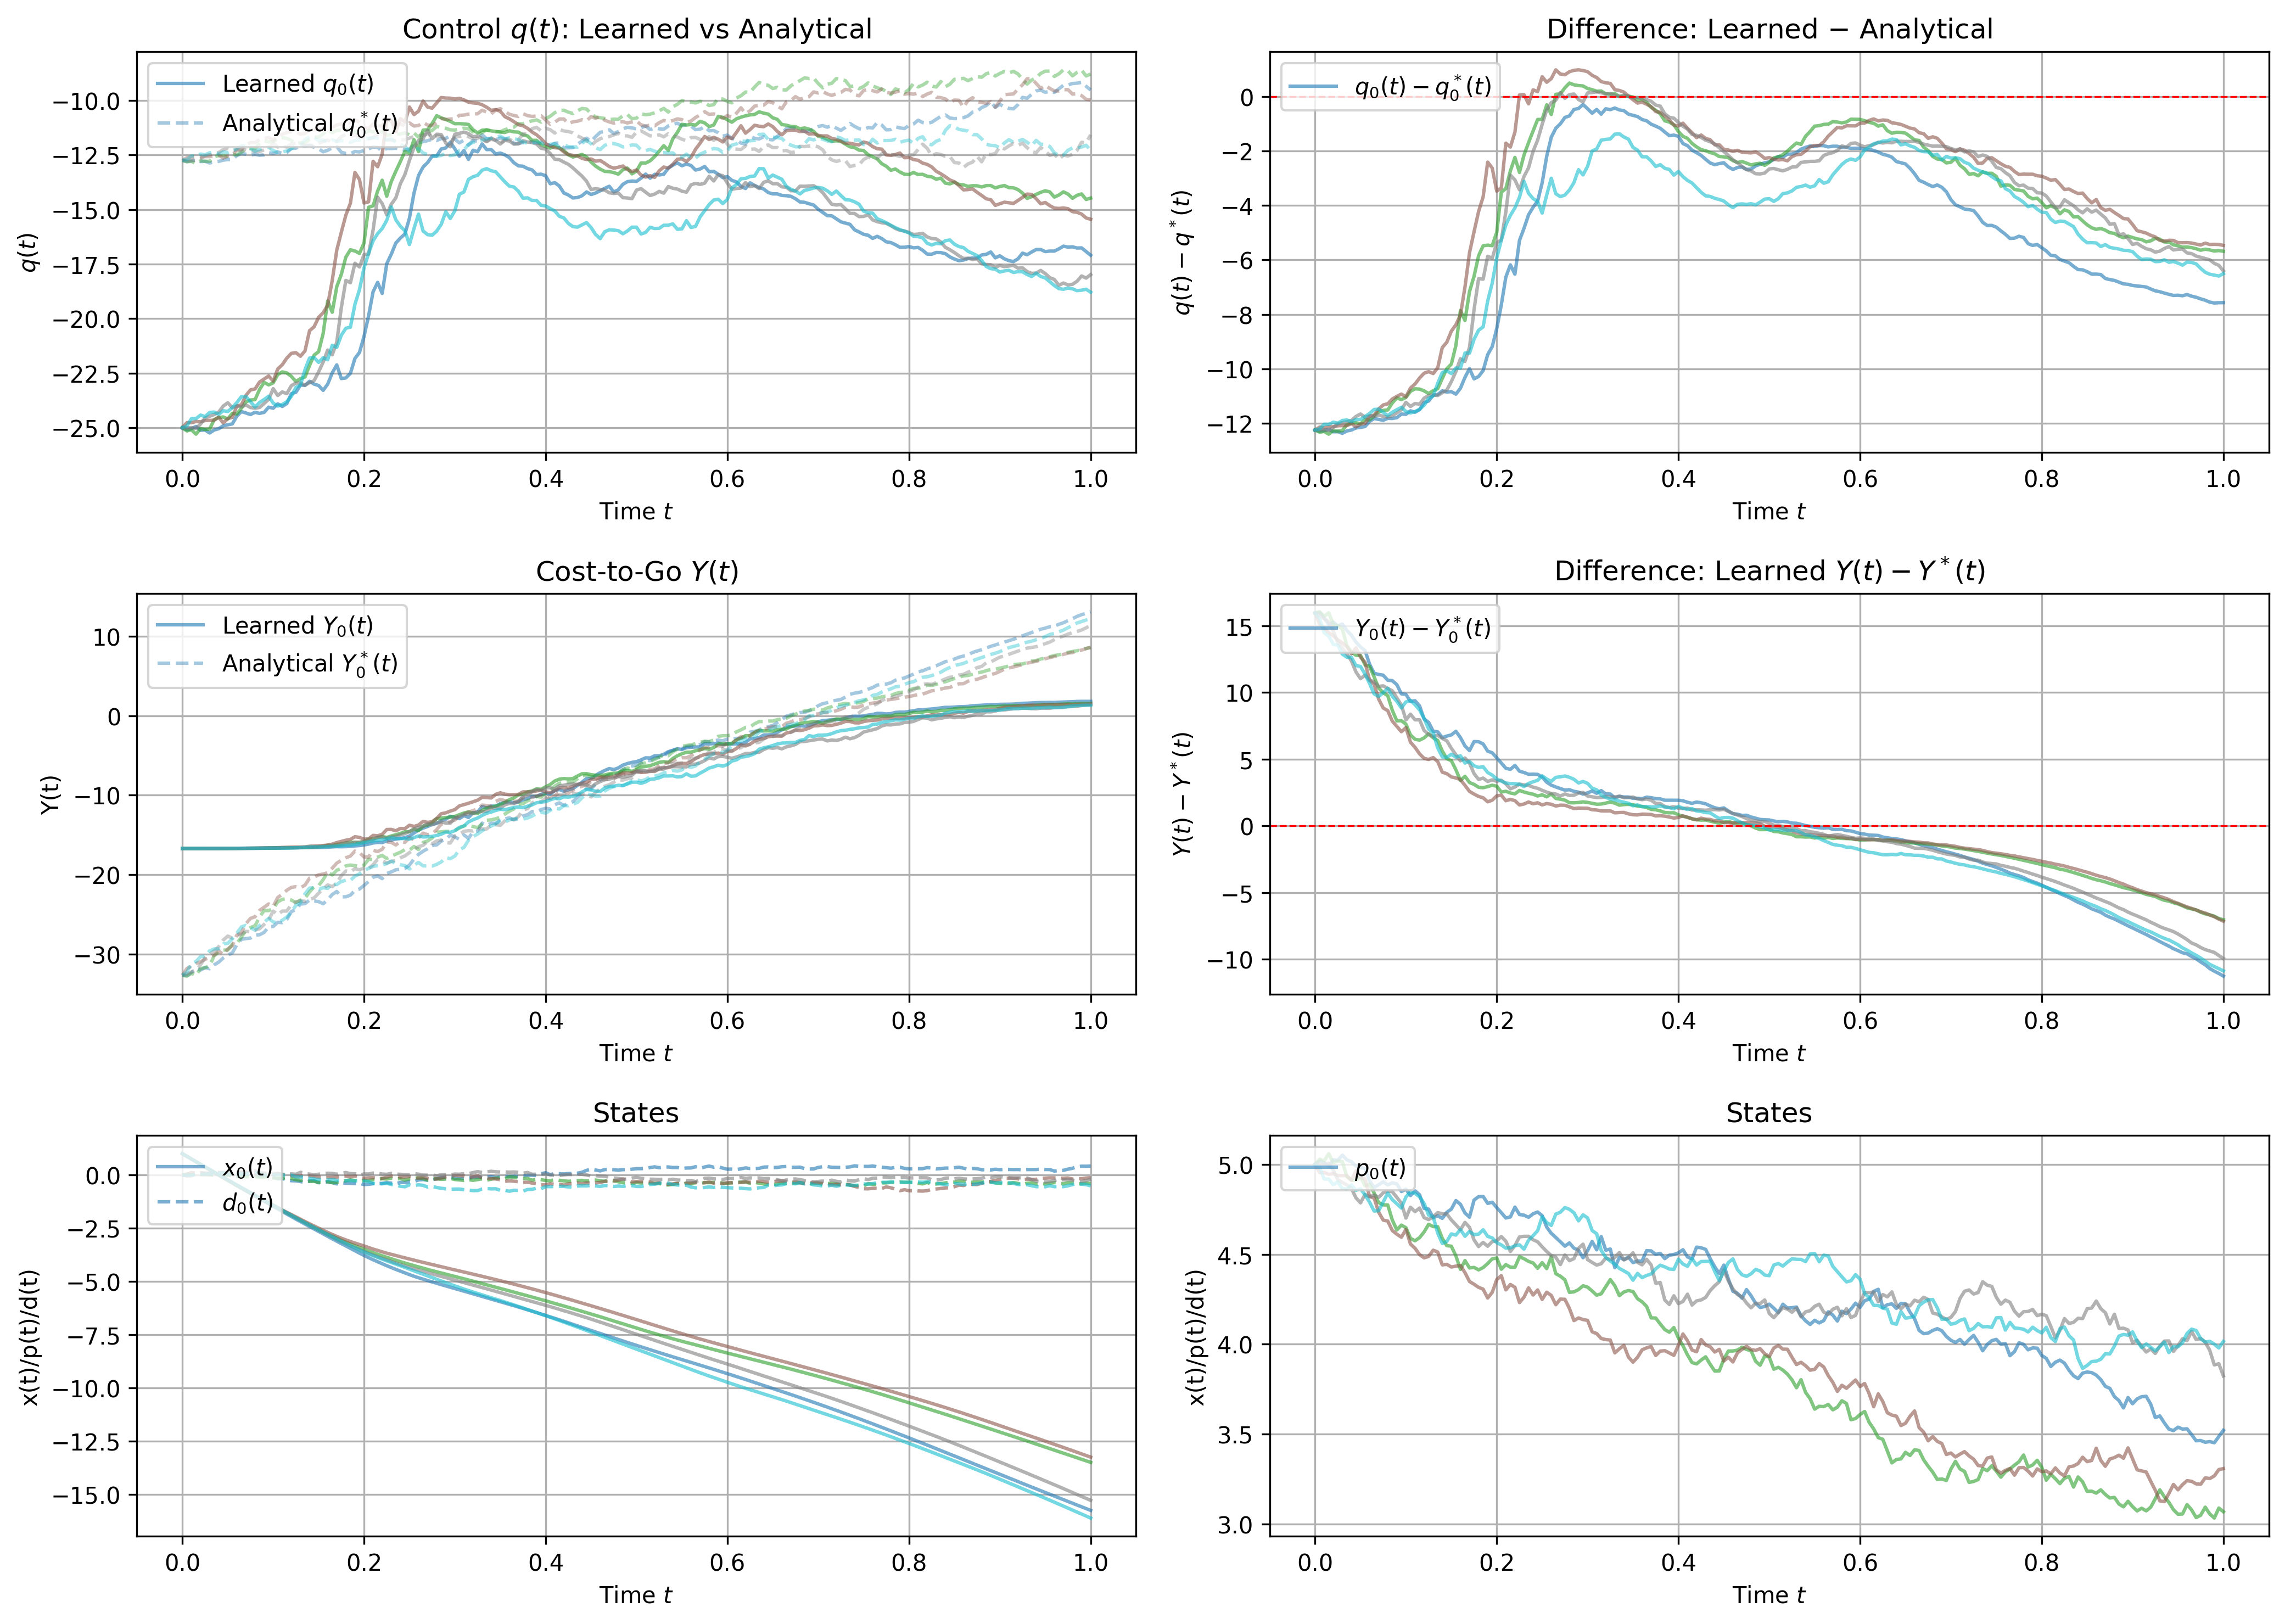 Control q(t): Learned vs Analytical
Learned q₀(t)
Analytical q₀*(t)
−10.0
−12.5
−15.0
−17.5
−20.0
−22.5
−25.0
q(t)
0.0 0.2 0.4 0.6 0.8 1.0
Time t
Difference: Learned − Analytical
q₀(t) − q₀*(t)
0
−2
−4
−6
−8
−10
−12
q(t) − q*(t)
0.0 0.2 0.4 0.6 0.8 1.0
Time t
Cost-to-Go Y(t)
Learned Y₀(t)
Analytical Y₀*(t)
10
0
−10
−20
−30
Y(t)
0.0 0.2 0.4 0.6 0.8 1.0
Time t
Difference: Learned Y(t) − Y*(t)
Y₀(t) − Y₀*(t)
15
10
5
0
−5
−10
Y(t) − Y*(t)
0.0 0.2 0.4 0.6 0.8 1.0
Time t
States
x₀(t)
d₀(t)
0.0
−2.5
−5.0
−7.5
−10.0
−12.5
−15.0
x(t)/p(t)/d(t)
0.0 0.2 0.4 0.6 0.8 1.0
Time t
States
p₀(t)
5.0
4.5
4.0
3.5
3.0
x(t)/p(t)/d(t)
0.0 0.2 0.4 0.6 0.8 1.0
Time t